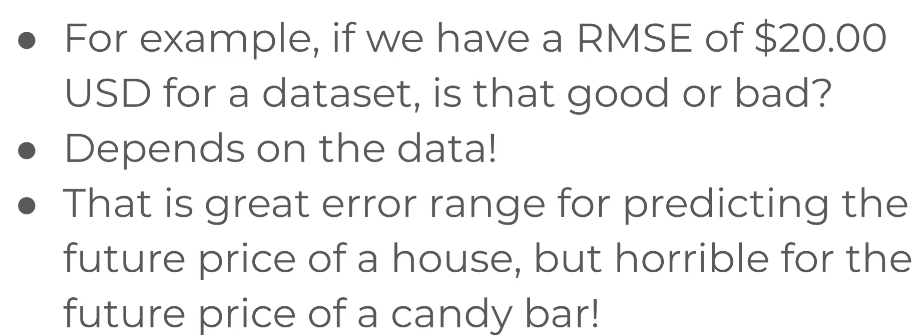 ● For example, if we have a RMSE of $20.00
USD for a dataset, is that good or bad?
● Depends on the data!
● That is great error range for predicting the
future price of a house, but horrible for the
future price of a candy bar!